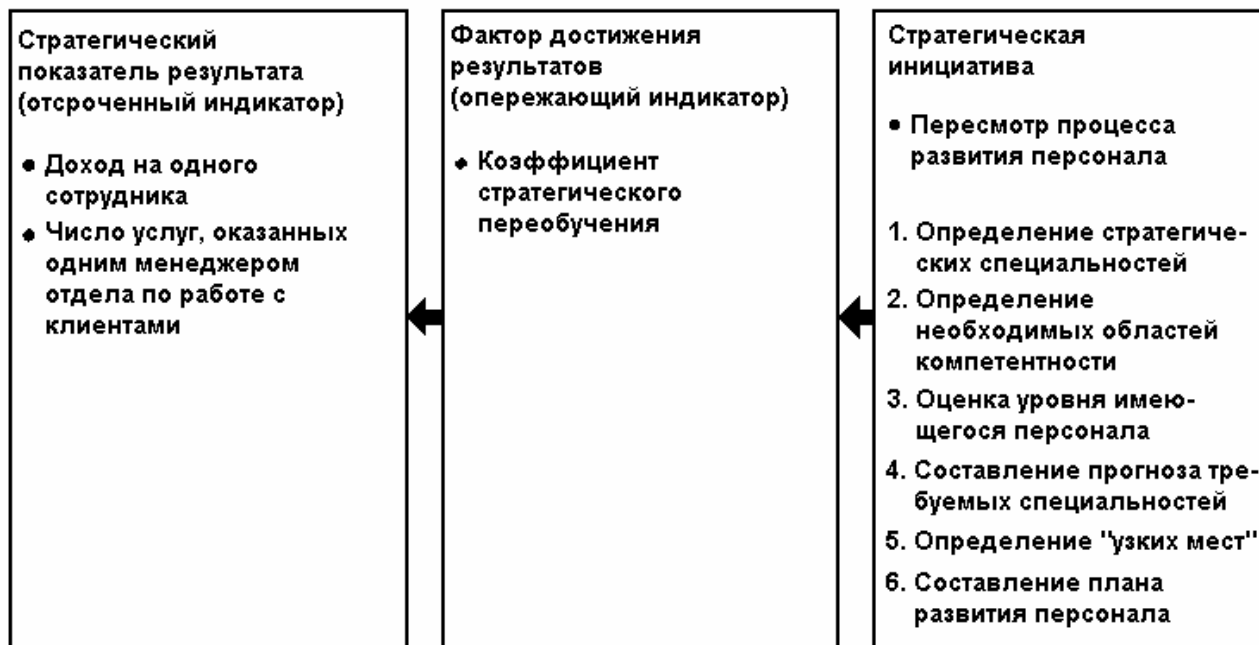 Стратегический
показатель результата
(отсроченный индикатор)
• Доход на одного
сотрудника
• Число услуг, оказанных
одним менеджером
отдела по работе с
клиентами
Фактор достижения
результатов
(опережающий индикатор)
• Коэффициент
стратегического
переобучения
Стратегическая
инициатива
• Пересмотр процесса
развития персонала
1. Определение стратегиче-
ских специальностей
2. Определение
необходимых областей
компетентности
3. Оценка уровня имею-
щегося персонала
4. Составление прогноза тре-
буемых специальностей
5. Определение "узких мест"
6. Составление плана
развития персонала